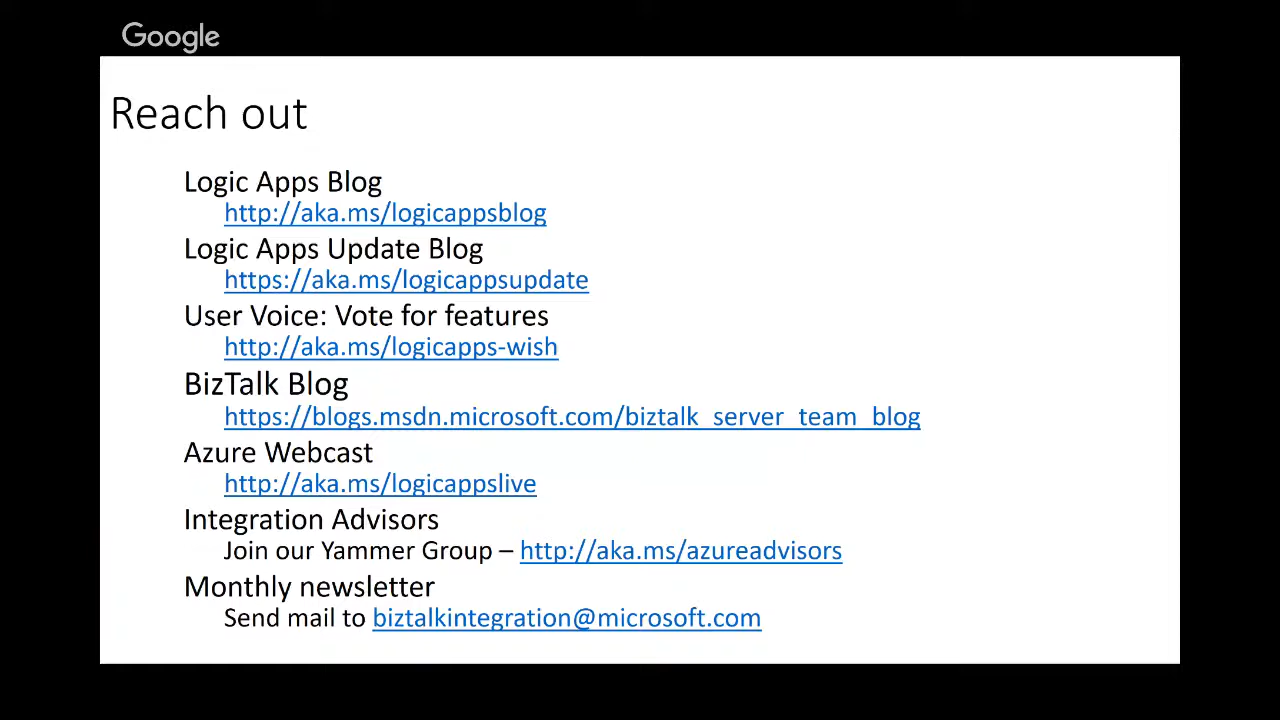 Google
Reach out
Logic Apps Blog
http://aka.ms/logicappsblog
Logic Apps Update Blog
https://aka.ms/logicappsupdate
User Voice: Vote for features
http://aka.ms/logicapps-wish
BizTalk Blog
https://blogs.msdn.microsoft.com/biztalk_server_team_blog
Azure Webcast
http://aka.ms/logicappslive
Integration Advisors
Join our Yammer Group – http://aka.ms/azureadvisors
Monthly newsletter
Send mail to biztalkintegration@microsoft.com